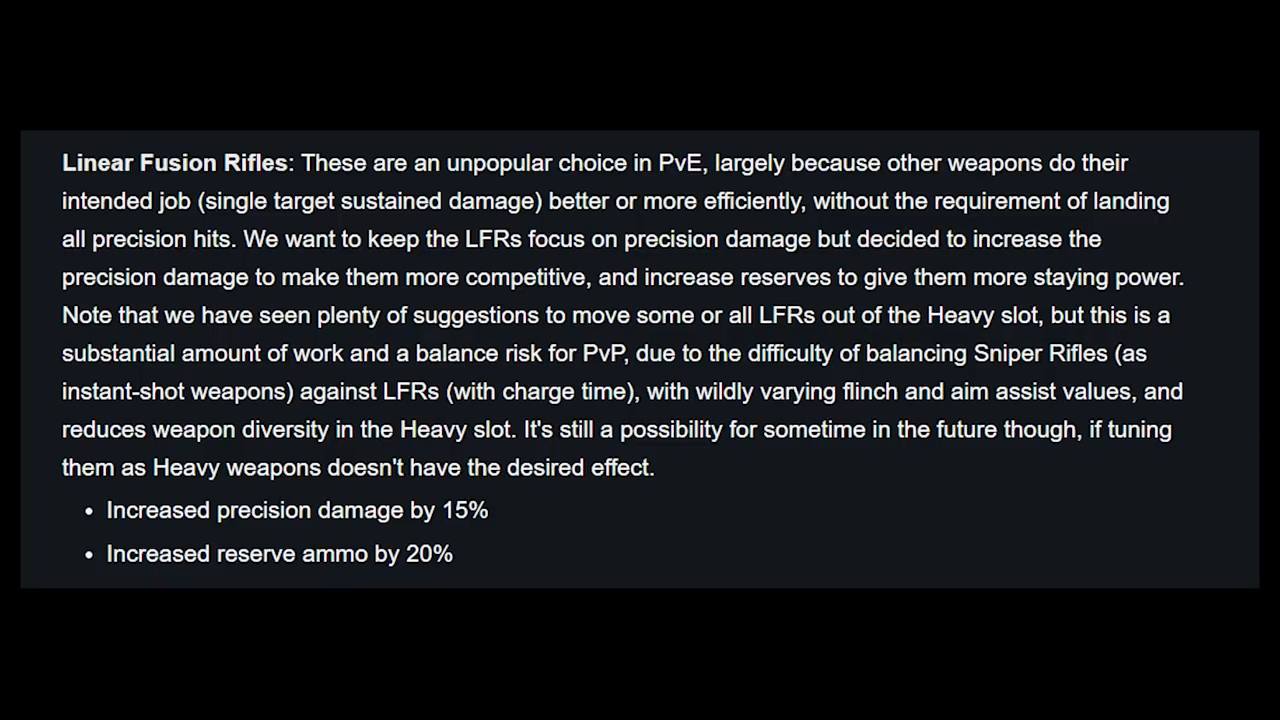 Linear Fusion Rifles: These are an unpopular choice in PvE, largely because other weapons do their
intended job (single target sustained damage) better or more efficiently, without the requirement of landing
all precision hits. We want to keep the LFRs focus on precision damage but decided to increase the
precision damage to make them more competitive, and increase reserves to give them more staying power.
Note that we have seen plenty of suggestions to move some or all LFRs out of the Heavy slot, but this is a
substantial amount of work and a balance risk for PvP, due to the difficulty of balancing Sniper Rifles (as
instant-shot weapons) against LFRs (with charge time), with wildly varying flinch and aim assist values, and
reduces weapon diversity in the Heavy slot. It's still a possibility for sometime in the future though, if tuning
them as Heavy weapons doesn't have the desired effect.
• Increased precision damage by 15%
• Increased reserve ammo by 20%